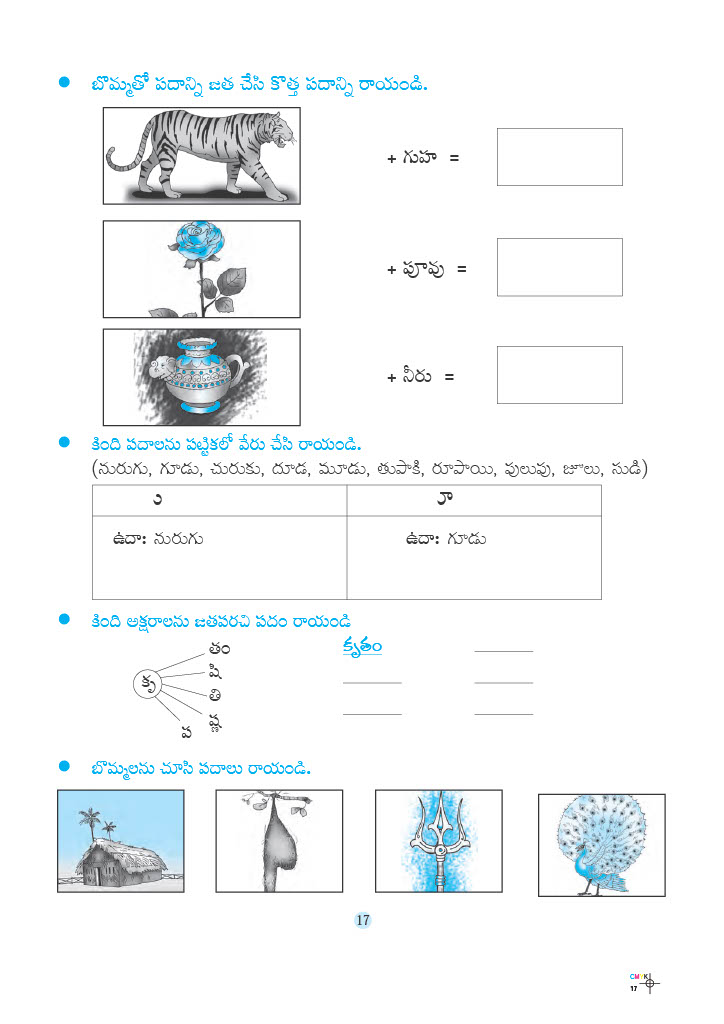 ● బొమ్మతో పదాన్ని జత చేసి కొత్త పదాన్ని రాయండి.
+ గుహ =
+ పూవు =
+ నీరు =
● కింది పదాలను పట్టికలో వేరు చేసి రాయండి.
(నురుగు, గూడు, చురుకు, దూడ, మూడు, తుపాకి, రూపాయి, పులువు, జూలు, సుడి)
ు ూ
ఉదా: నురుగు ఉదా: గూడు
● కింది అక్షరాలను జతపరచి పదం రాయండి
తం
షి
కృ
తి
ష్ణ
ప
కృతం
● బొమ్మలను చూసి పదాలు రాయండి.
17
CMYK
17